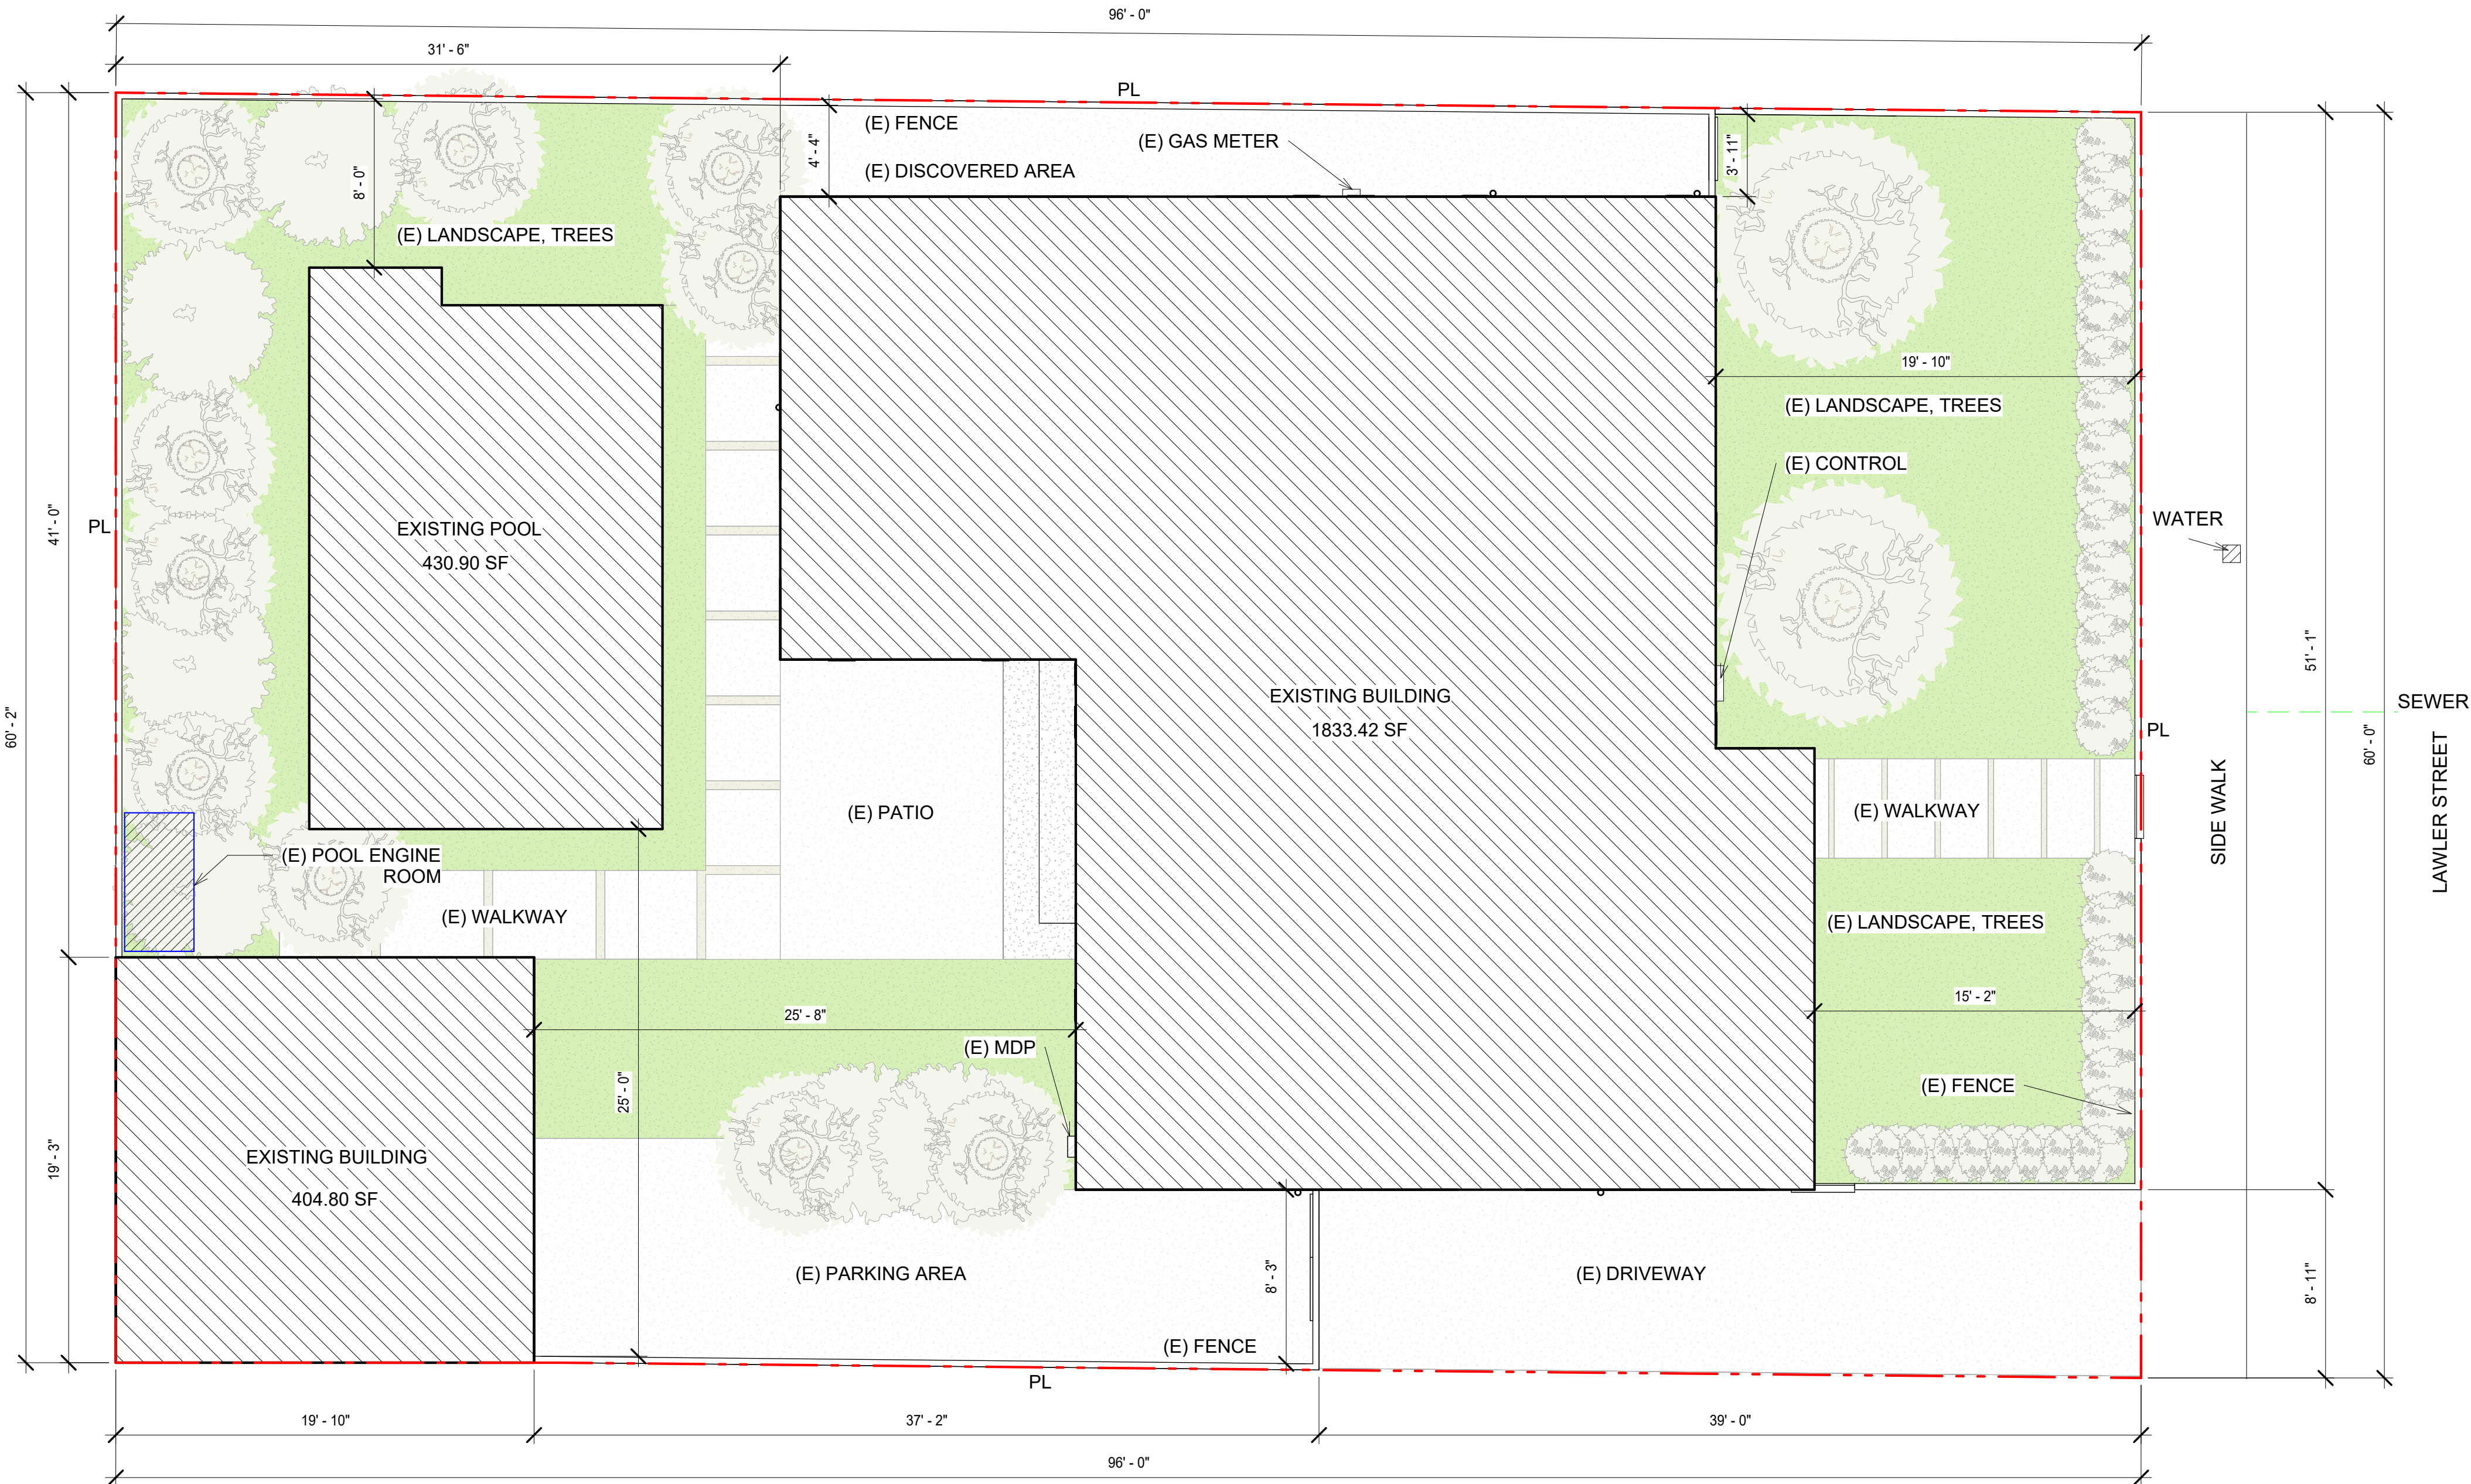 96' - 0"
31' - 6"
PL
(E) FENCE
(E) GAS METER
4' - 4"
3' - 11"
(E) DISCOVERED AREA
8' - 0"
(E) LANDSCAPE, TREES
19' - 10"
(E) LANDSCAPE, TREES
(E) CONTROL
41' - 0"
PL
EXISTING POOL
430.90 SF
WATER
51' - 1"
60' - 2"
EXISTING BUILDING
1833.42 SF
SEWER
PL
60' - 0"
SIDE WALK
LAWLER STREET
(E) PATIO
(E) WALKWAY
(E) POOL ENGINE
ROOM
(E) WALKWAY
(E) LANDSCAPE, TREES
15' - 2"
25' - 8"
(E) MDP
25' - 0"
(E) FENCE
19' - 3"
EXISTING BUILDING
404.80 SF
(E) PARKING AREA
8' - 3"
(E) DRIVEWAY
8' - 11"
(E) FENCE
PL
19' - 10"
37' - 2"
39' - 0"
96' - 0"